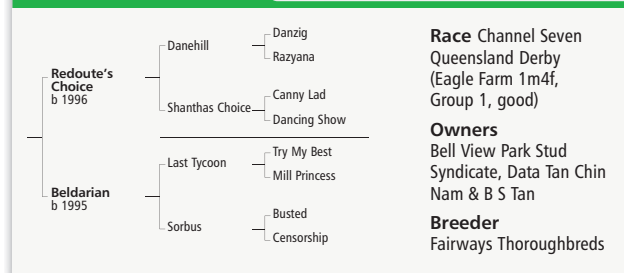 Redoute's
Choice
b 1996
Danehill
Danzig
Razyana
Shanthas Choice
Canny Lad
Dancing Show
Beldarian
b 1995
Last Tycoon
Try My Best
Mill Princess
Sorbus
Busted
Censorship
Race Channel Seven
Queensland Derby
(Eagle Farm 1m4f,
Group 1, good)
Owners
Bell View Park Stud
Syndicate, Data Tan Chin
Nam & B S Tan
Breeder
Fairways Thoroughbreds